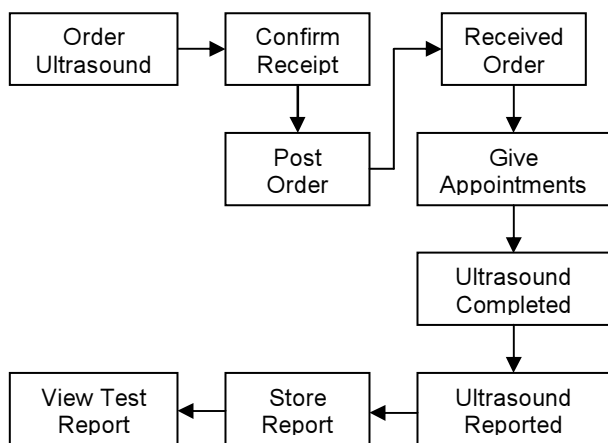 Order
Ultrasound
Confirm
Receipt
Received
Order
Post
Order
Give
Appointments
Ultrasound
Completed
View Test
Report
Store
Report
Ultrasound
Reported